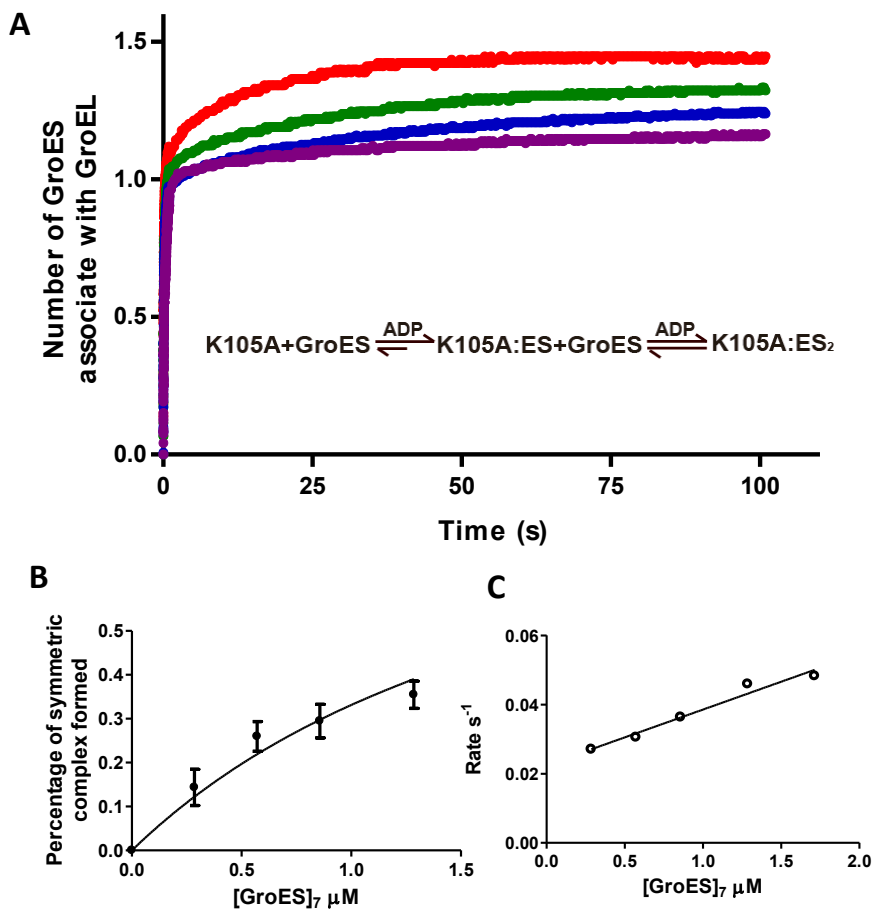 A
Number of GroES
associate with GroEL
1.5
1.0
0.5
0.0
K105A+GroES ADP K105A:ES+GroES ADP K105A:ES₂
0 25 50 75 100
Time (s)
B
Percentage of symmetric
complex formed
0.5
0.4
0.3
0.2
0.1
0.0
0.0 0.5 1.0 1.5
[GroES]₇ µM
C
Rate s⁻¹
0.06
0.04
0.02
0.00
0.0 0.5 1.0 1.5 2.0
[GroES]₇ µM